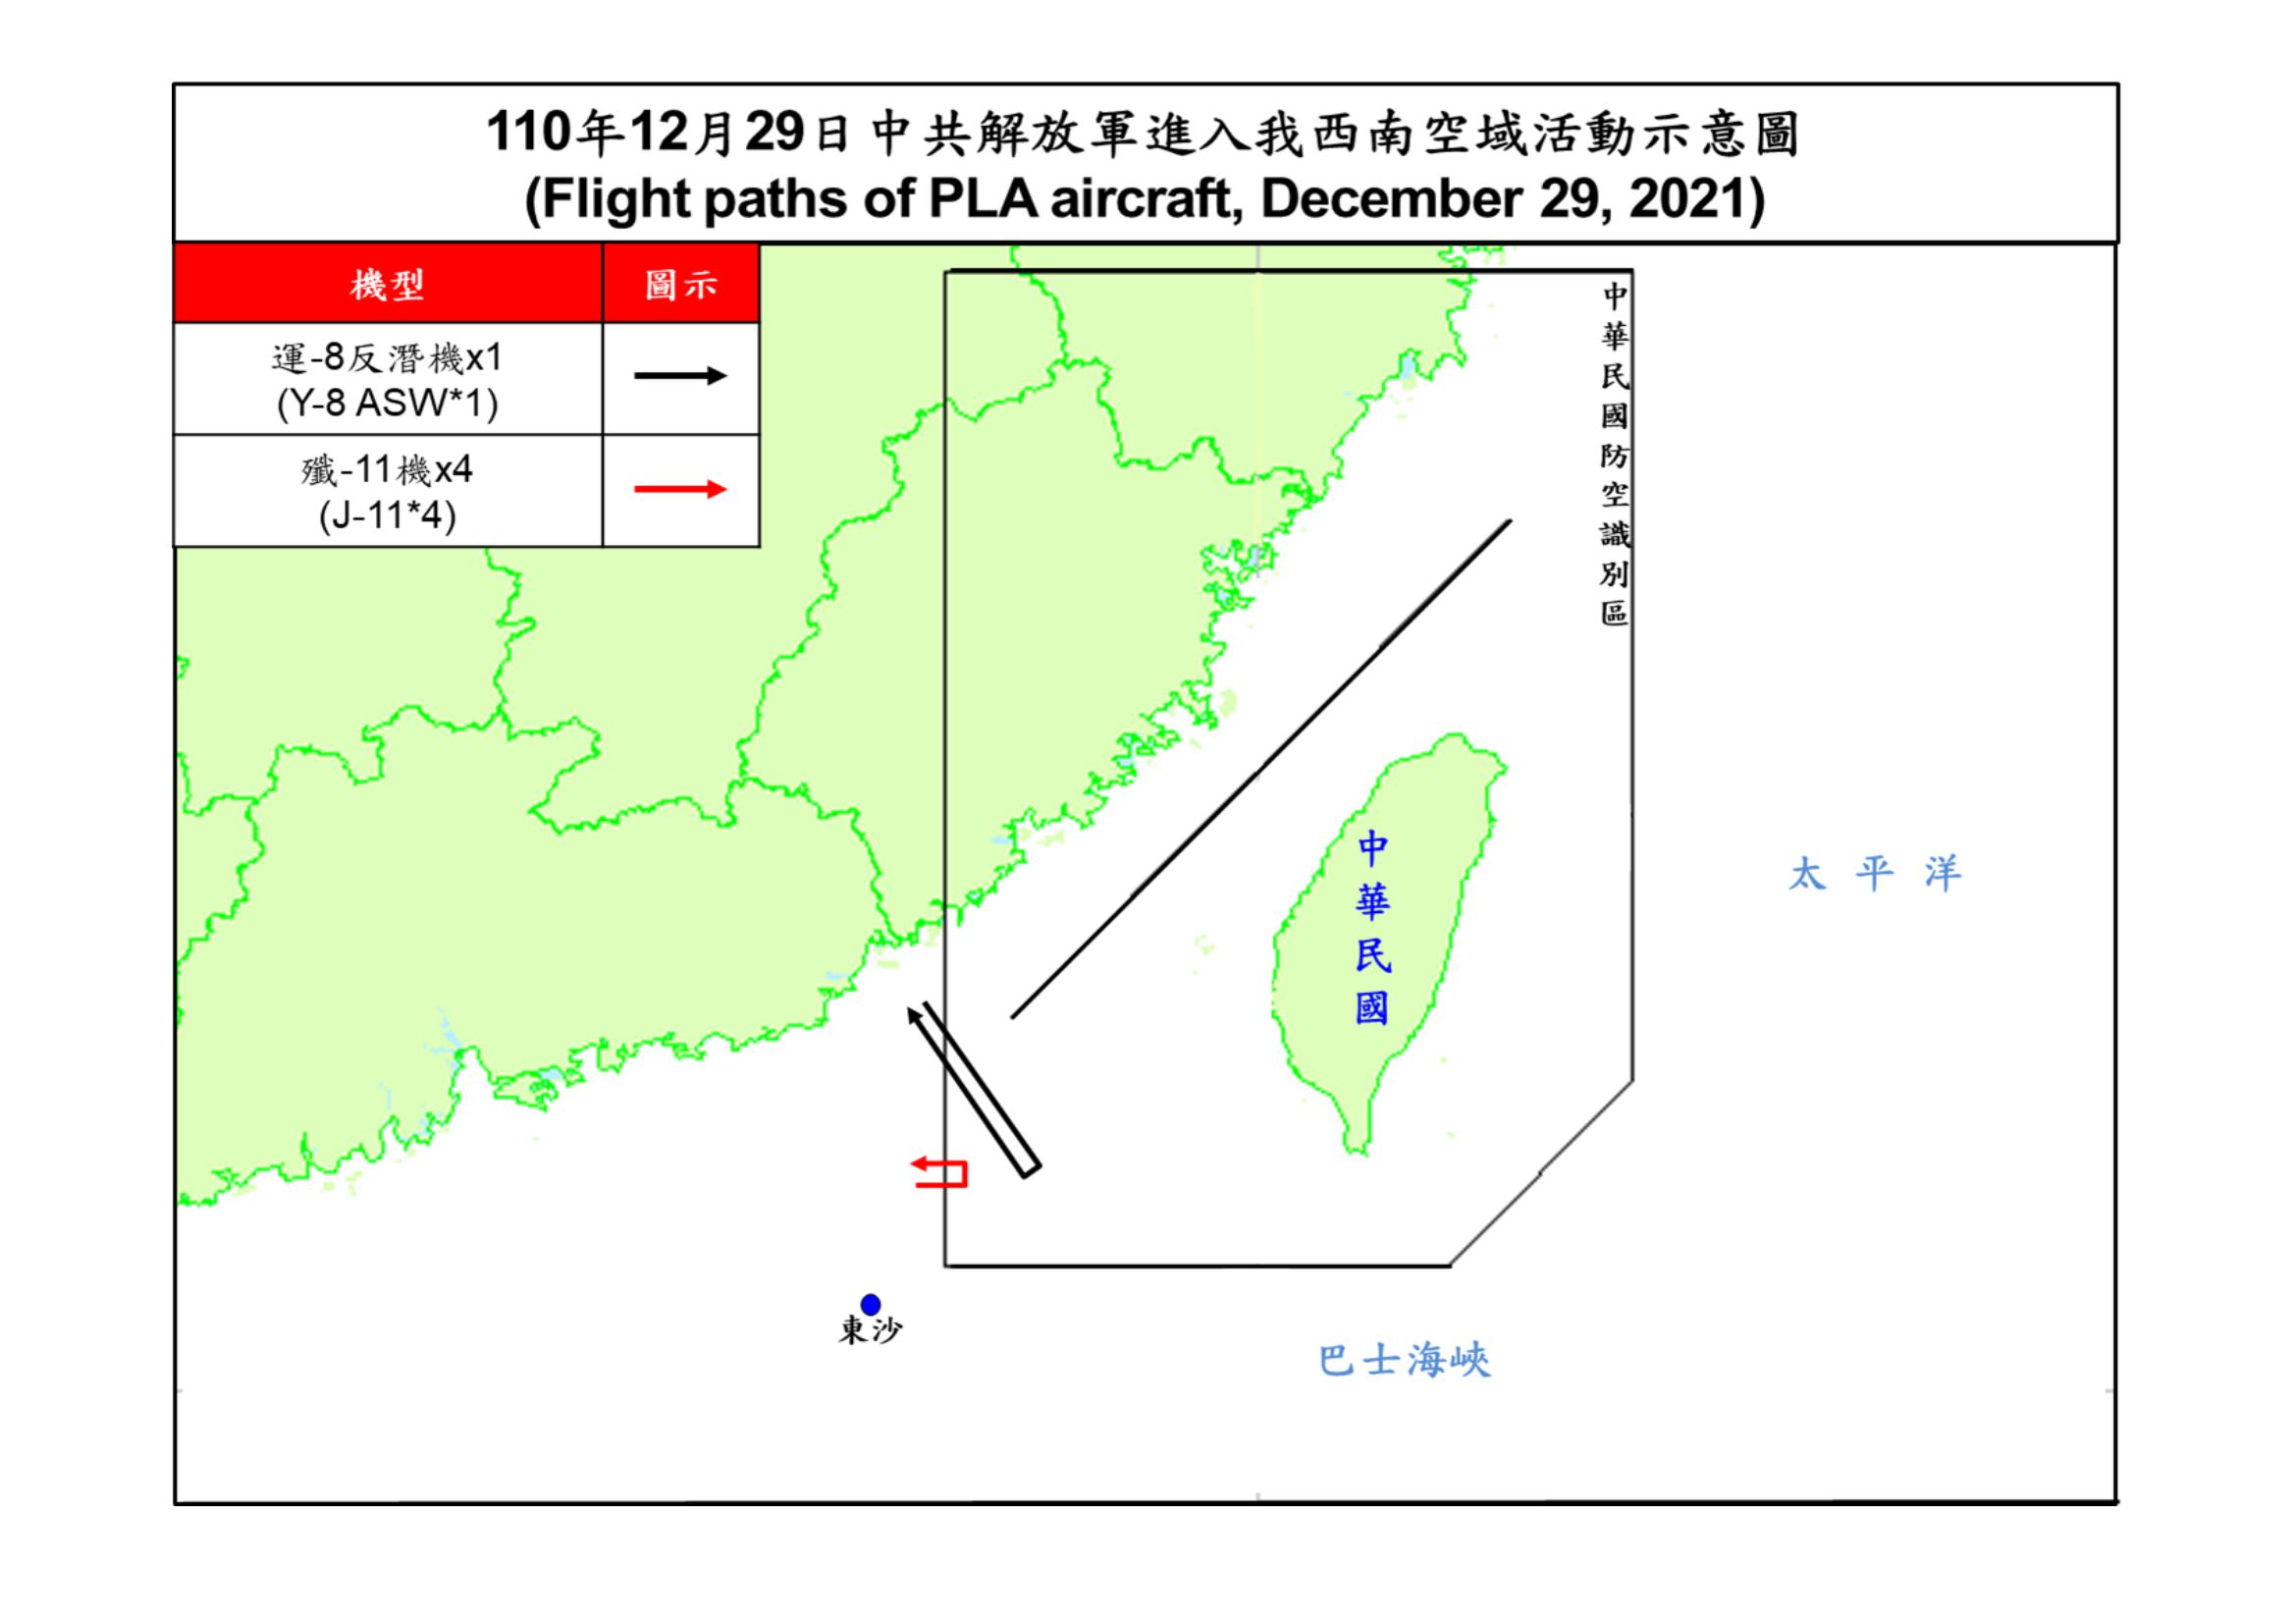 110年12月29日中共解放軍進入我西南空域活動示意圖
(Flight paths of PLA aircraft, December 29, 2021)
機型
圖示
運-8反潛機x1
(Y-8 ASW*1)
殲-11機x4
(J-11*4)
中華民國防空識別區
中華民國
太平洋
東沙
巴士海峽